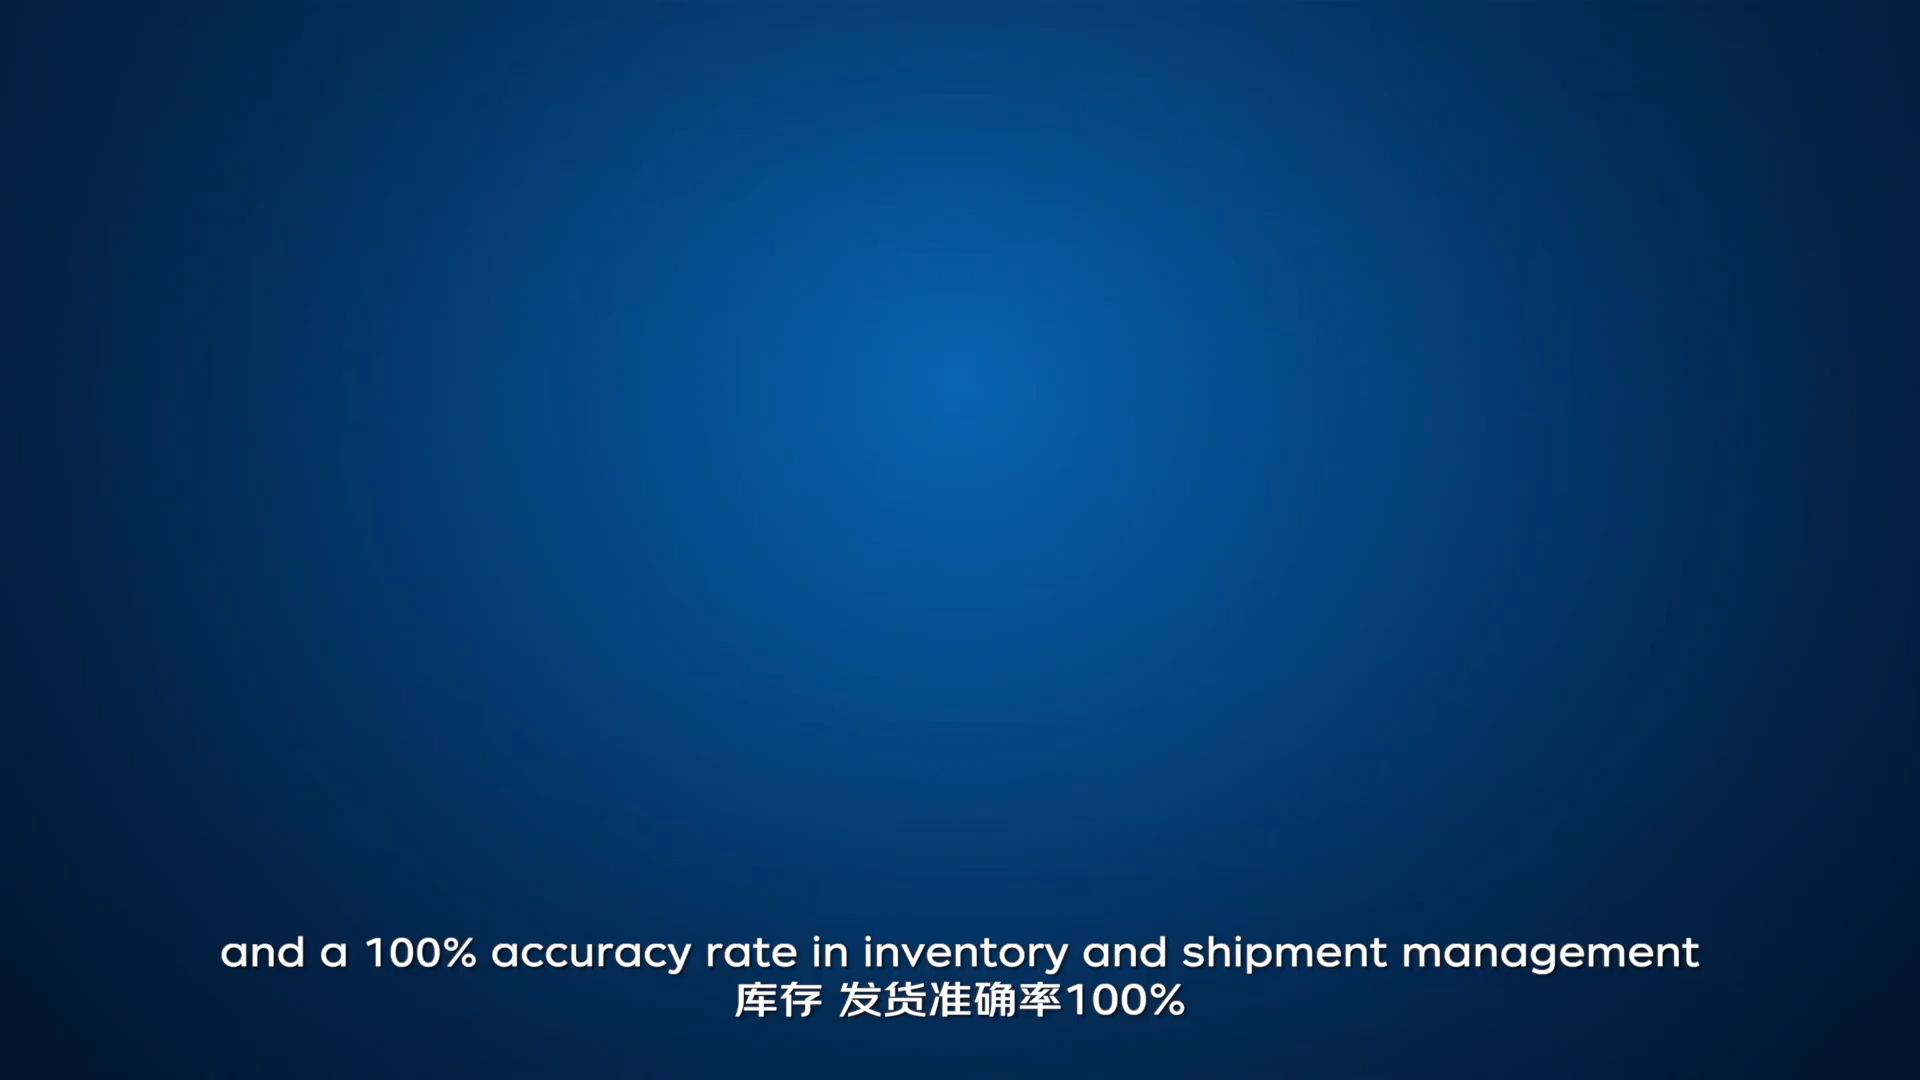 and a 100% accuracy rate in inventory and shipment management
库存 发货准确率100%